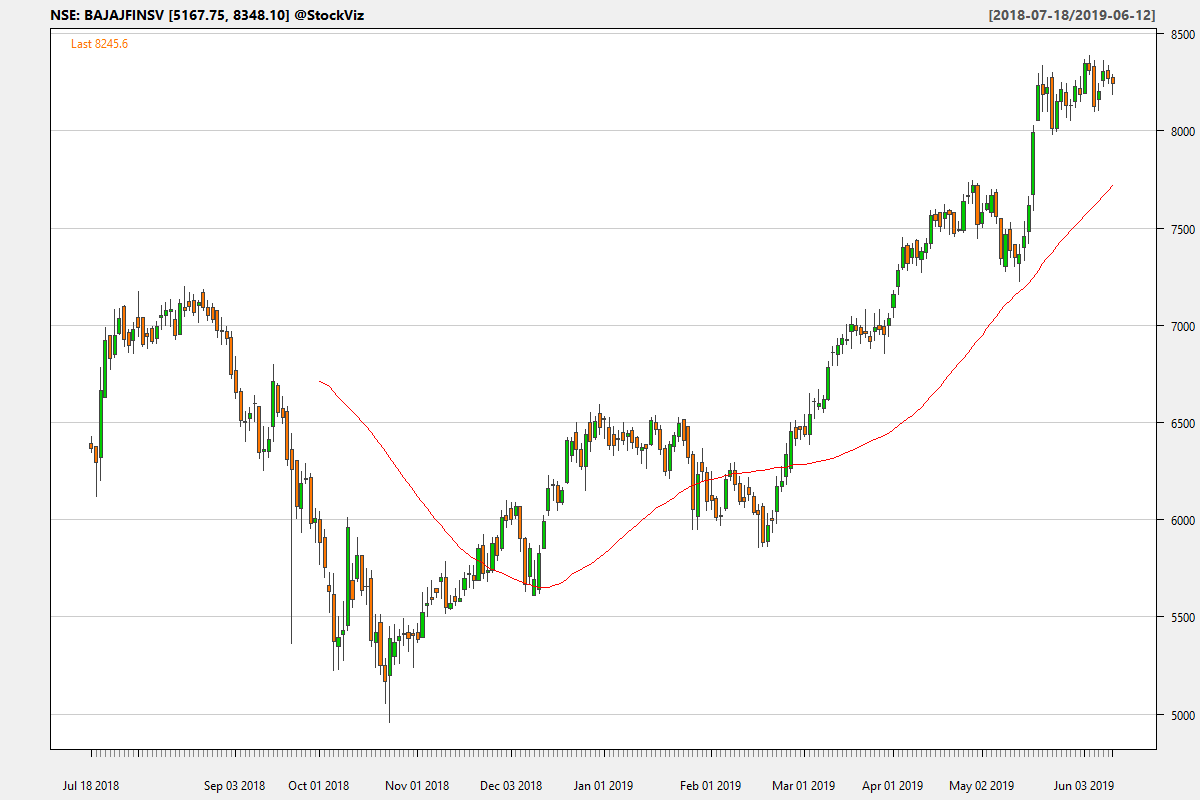 NSE: BAJAJFINSV [5167.75, 8348.10] @StockViz
[2018-07-18/2019-06-12]
Last 8245.6
8500
8000
7500
7000
6500
6000
5500
5000
Jul 18 2018
Sep 03 2018
Oct 01 2018
Nov 01 2018
Dec 03 2018
Jan 01 2019
Feb 01 2019
Mar 01 2019
Apr 01 2019
May 02 2019
Jun 03 2019